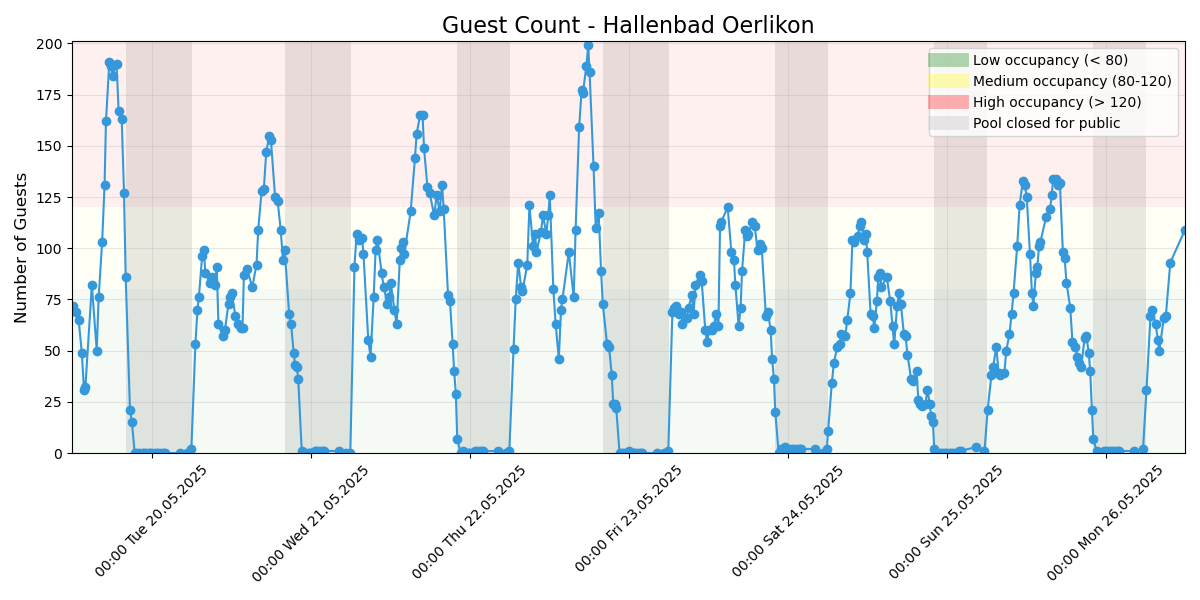 Guest Count - Hallenbad Oerlikon
Number of Guests
200
175
150
125
100
75
50
25
0
Low occupancy (< 80)
Medium occupancy (80-120)
High occupancy (> 120)
Pool closed for public
00:00 Tue 20.05.2025
00:00 Wed 21.05.2025
00:00 Thu 22.05.2025
00:00 Fri 23.05.2025
00:00 Sat 24.05.2025
00:00 Sun 25.05.2025
00:00 Mon 26.05.2025